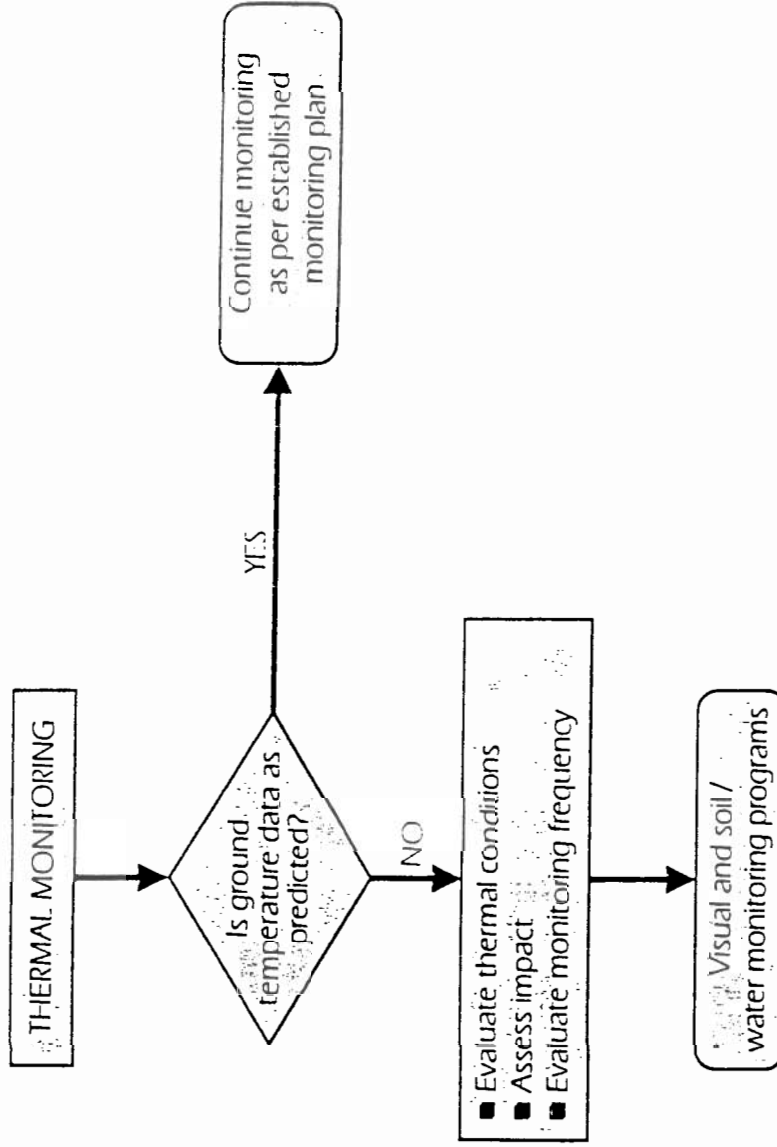 THERMAL MONITORING
Is ground
temperature data as
predicted?
YES
Continue monitoring
as per established
monitoring plan
NO
■ Evaluate thermal conditions
■ Assess impact
■ Evaluate monitoring frequency
Visual and soil/
water monitoring programs